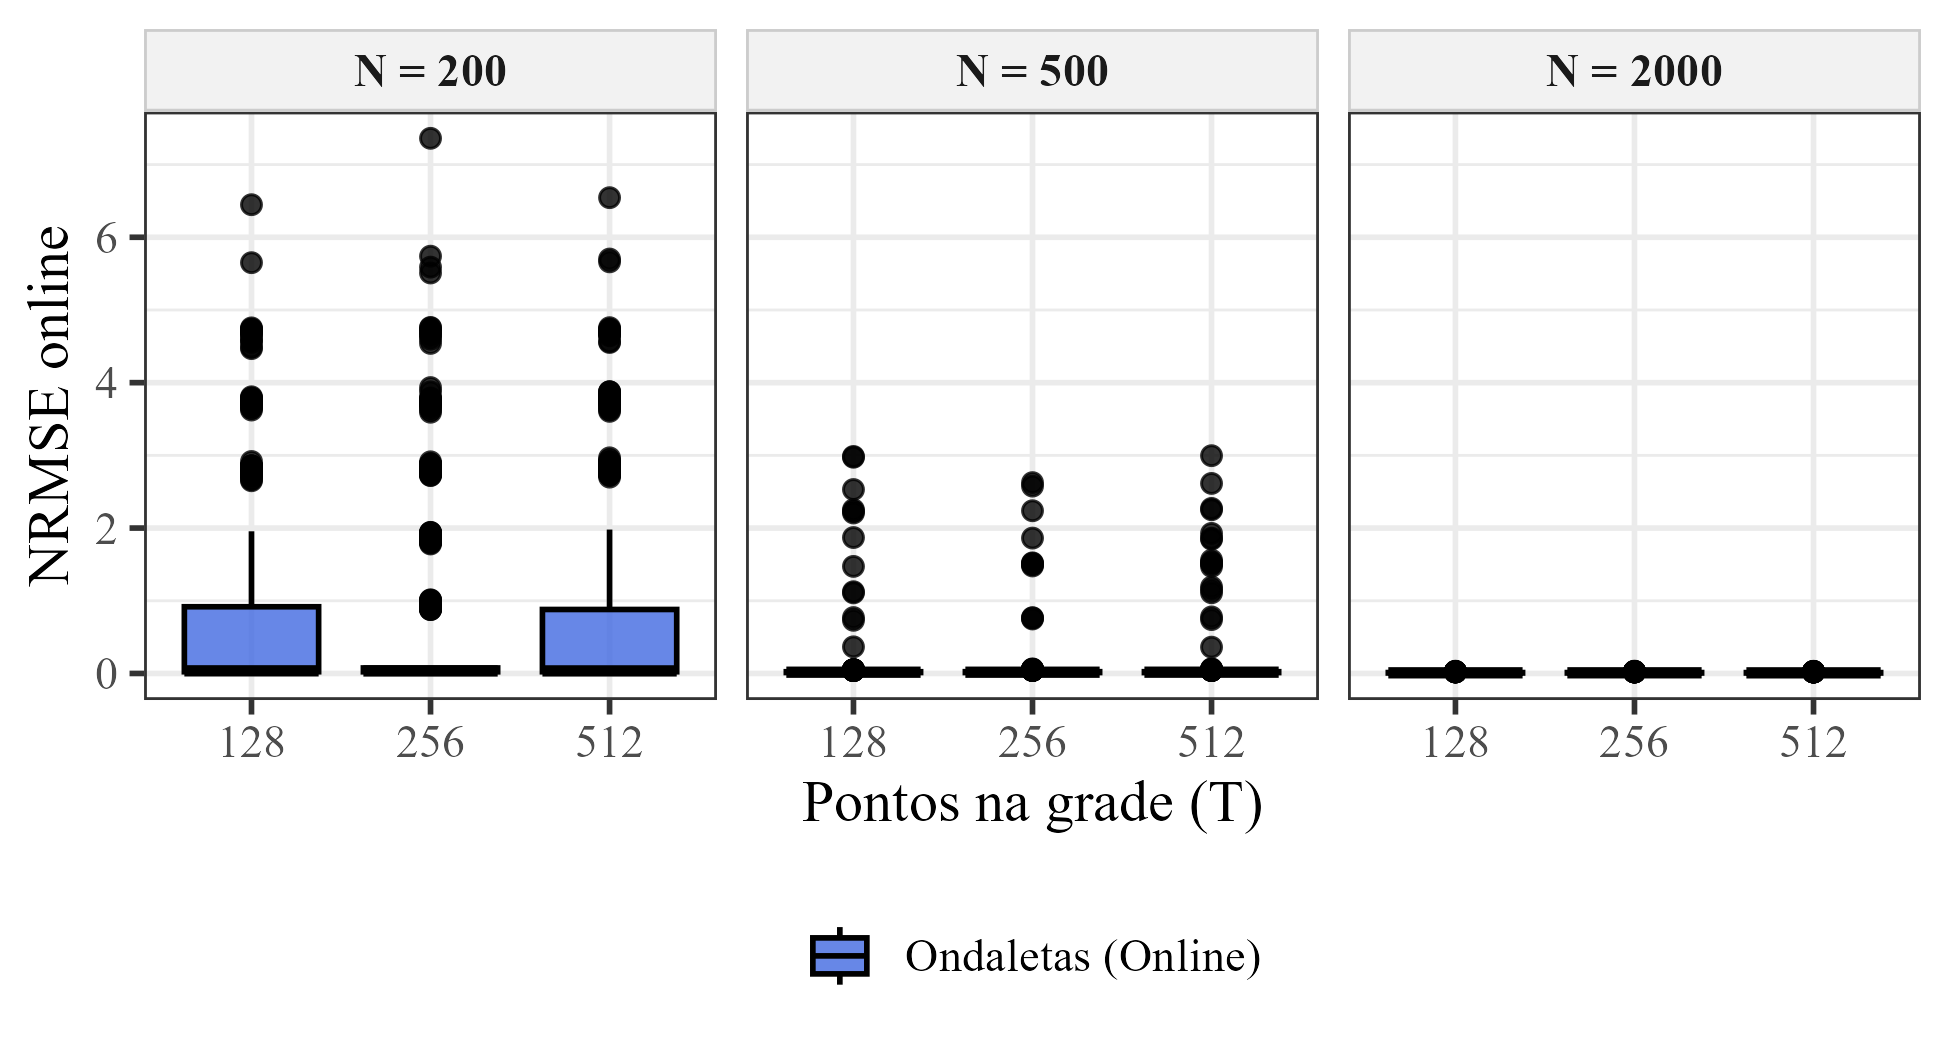 N = 200
N = 500
N = 2000
NRMSE online
6
4
2
0
128 256 512
128 256 512
128 256 512
Pontos na grade (T)
Ondaletas (Online)